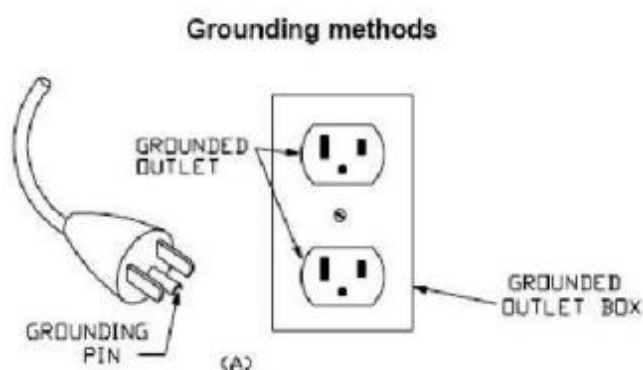 Grounding methods
GROUNDED
OUTLET
GROUNDED
OUTLET BOX
GROUNDING
PIN
(A)